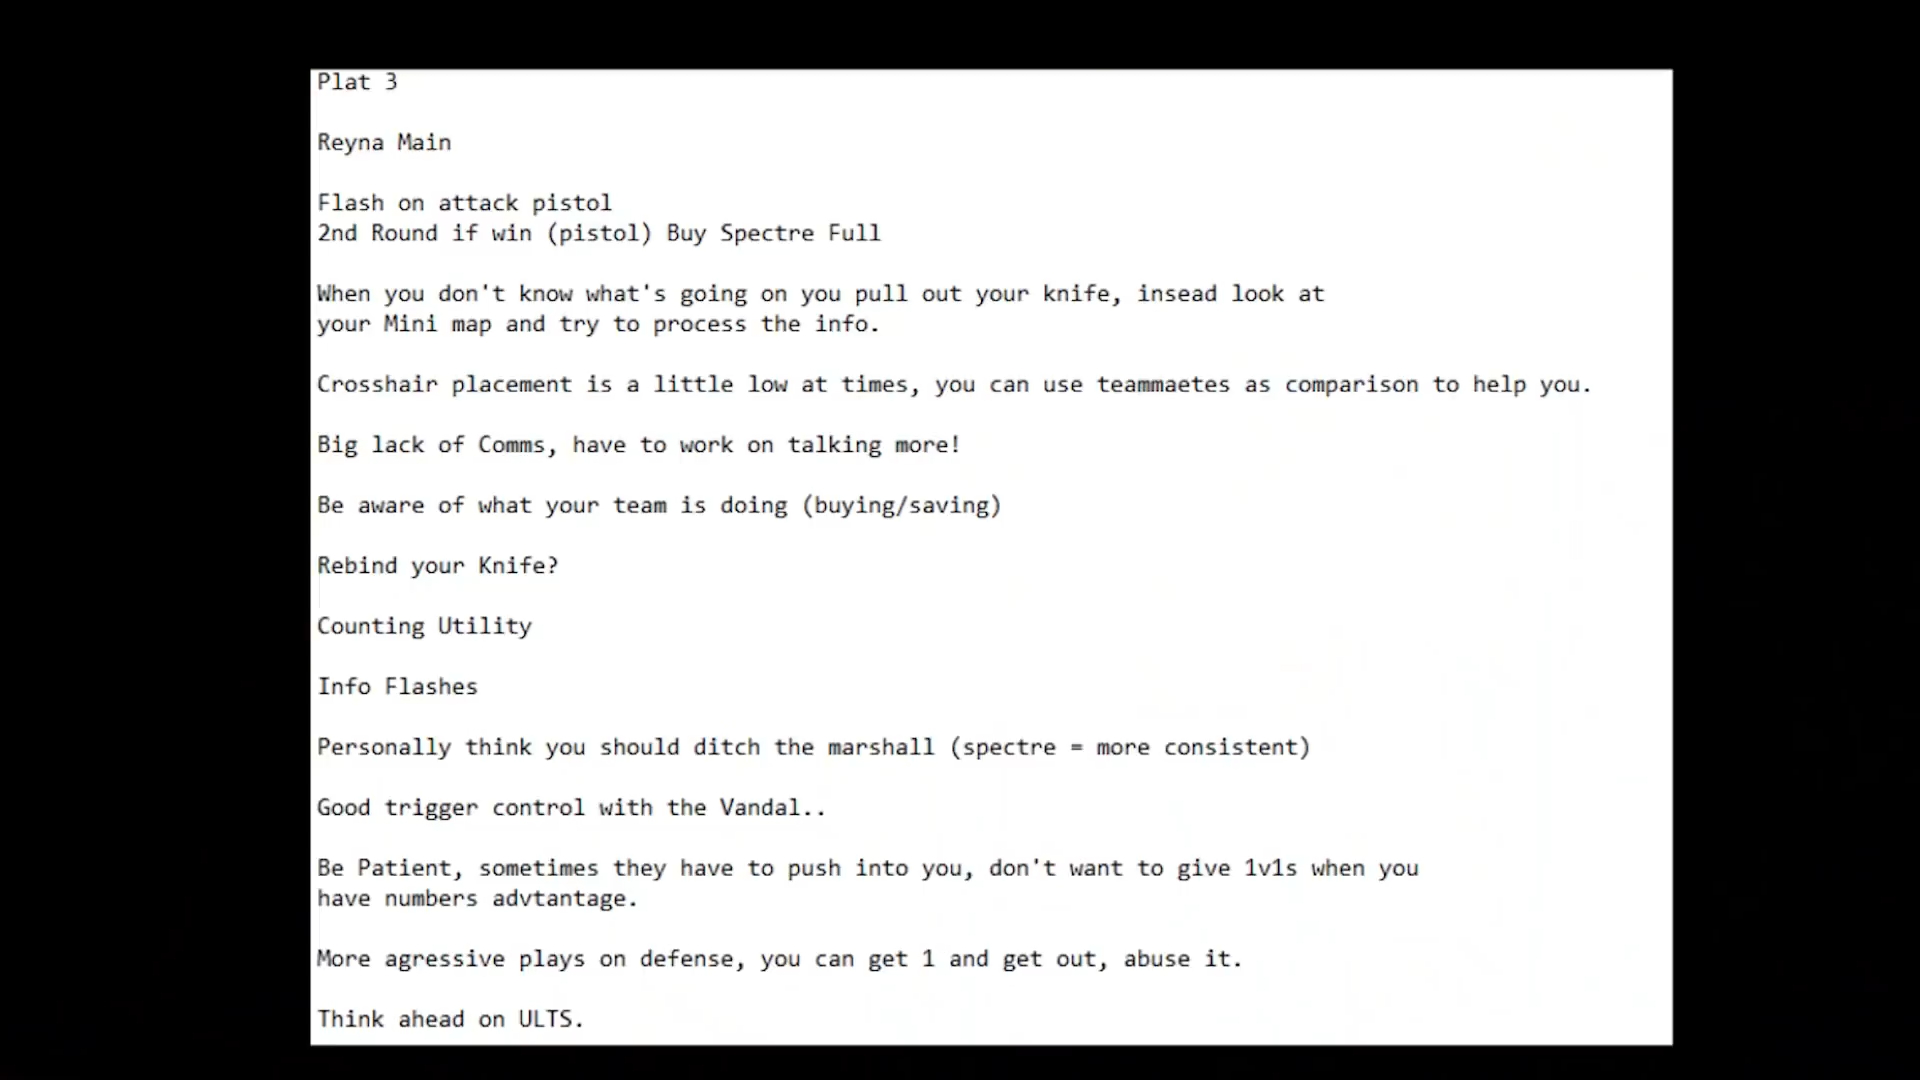 Plat 3
Reyna Main
Flash on attack pistol
2nd Round if win (pistol) Buy Spectre Full
When you don't know what's going on you pull out your knife, insead look at
your Mini map and try to process the info.
Crosshair placement is a little low at times, you can use teammaetes as comparison to help you.
Big lack of Comms, have to work on talking more!
Be aware of what your team is doing (buying/saving)
Rebind your Knife?
Counting Utility
Info Flashes
Personally think you should ditch the marshall (spectre = more consistent)
Good trigger control with the Vandal..
Be Patient, sometimes they have to push into you, don't want to give 1v1s when you
have numbers advtantage.
More agressive plays on defense, you can get 1 and get out, abuse it.
Think ahead on ULTS.